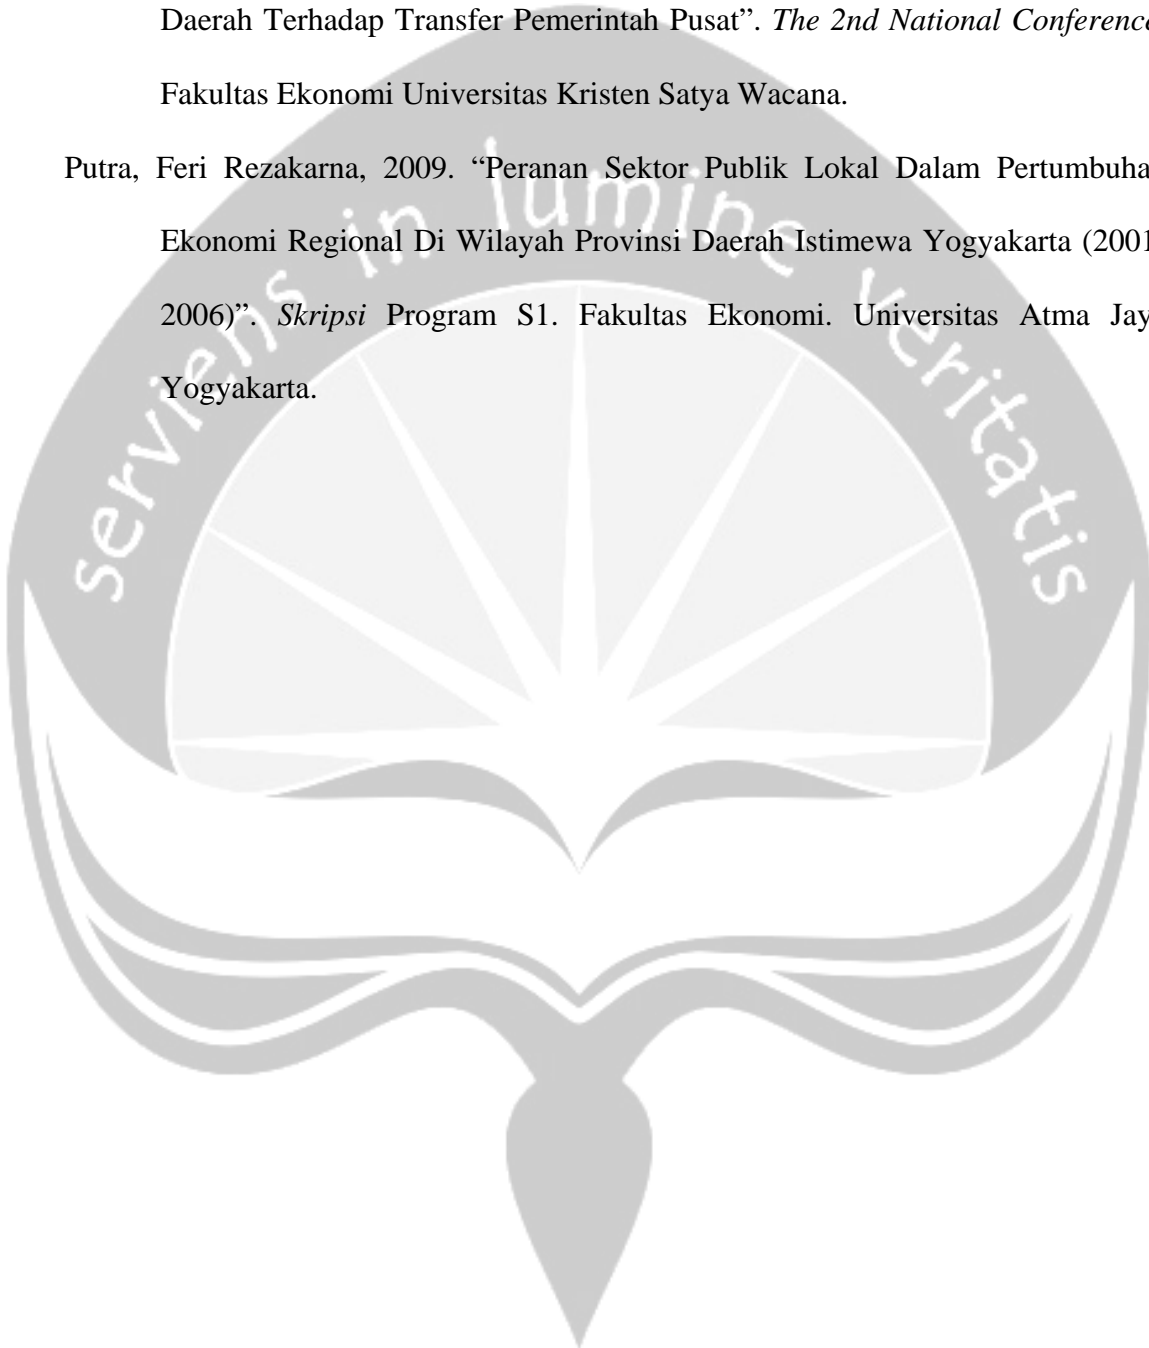 Daerah Terhadap Transfer Pemerintah Pusat”. The 2nd National Conference
Fakultas Ekonomi Universitas Kristen Satya Wacana.
Putra, Feri Rezakarna, 2009. “Peranan Sektor Publik Lokal Dalam Pertumbuha
Ekonomi Regional Di Wilayah Provinsi Daerah Istimewa Yogyakarta (2001
2006)”. Skripsi Program S1. Fakultas Ekonomi. Universitas Atma Jay
Yogyakarta.
serviens in lumine veritatis